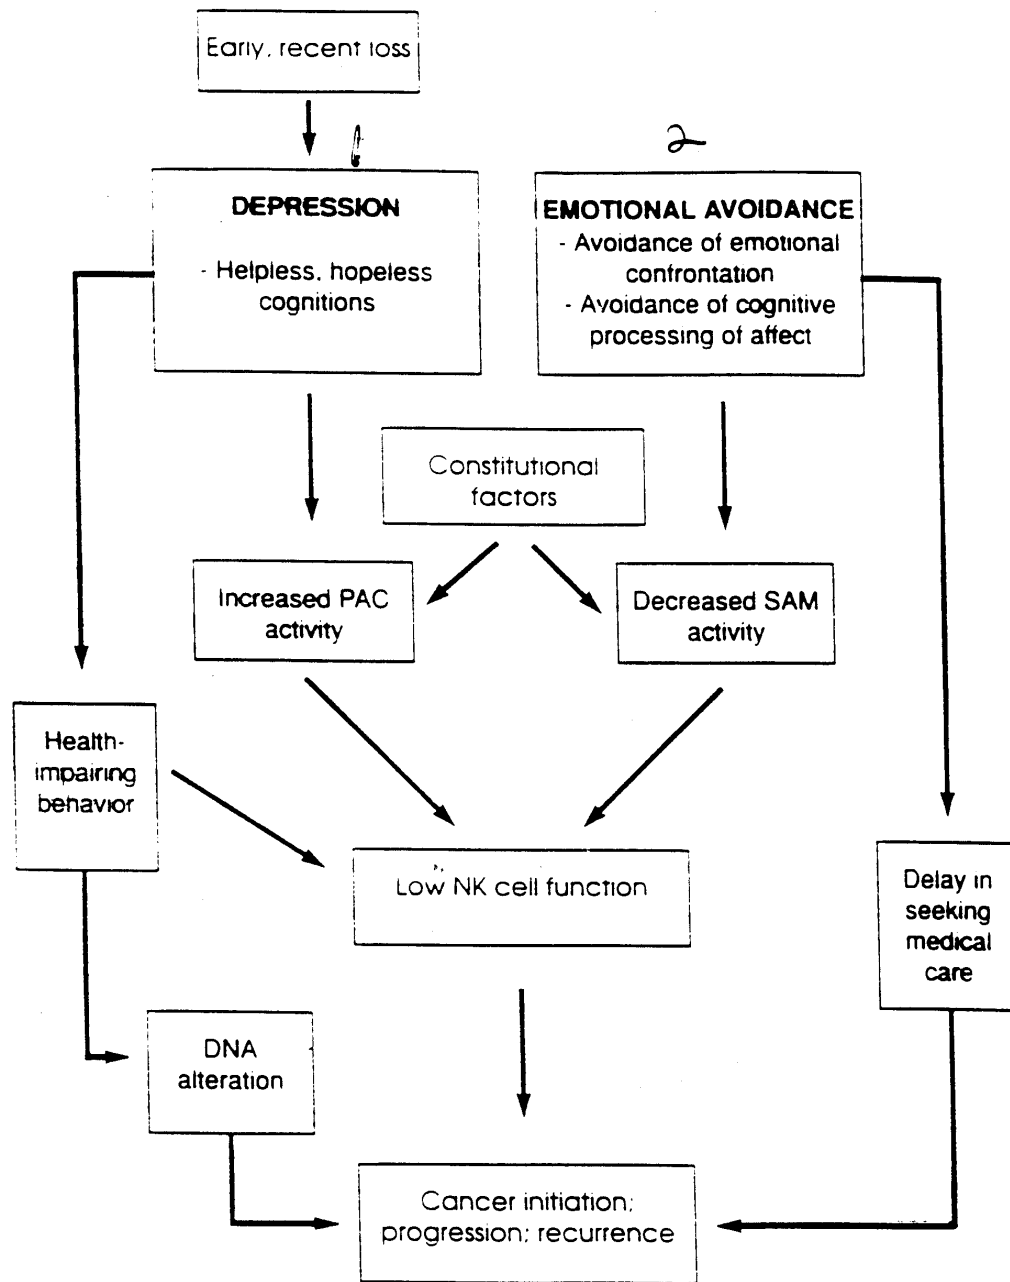 Early, recent loss
1
2
DEPRESSION
- Helpless, hopeless
cognitions
EMOTIONAL AVOIDANCE
- Avoidance of emotional
confrontation
- Avoidance of cognitive
processing of affect
Constitutional
factors
Increased PAC
activity
Decreased SAM
activity
Health-
impairing
behavior
Low NK cell function
Delay in
seeking
medical
care
DNA
alteration
Cancer initiation;
progression; recurrence